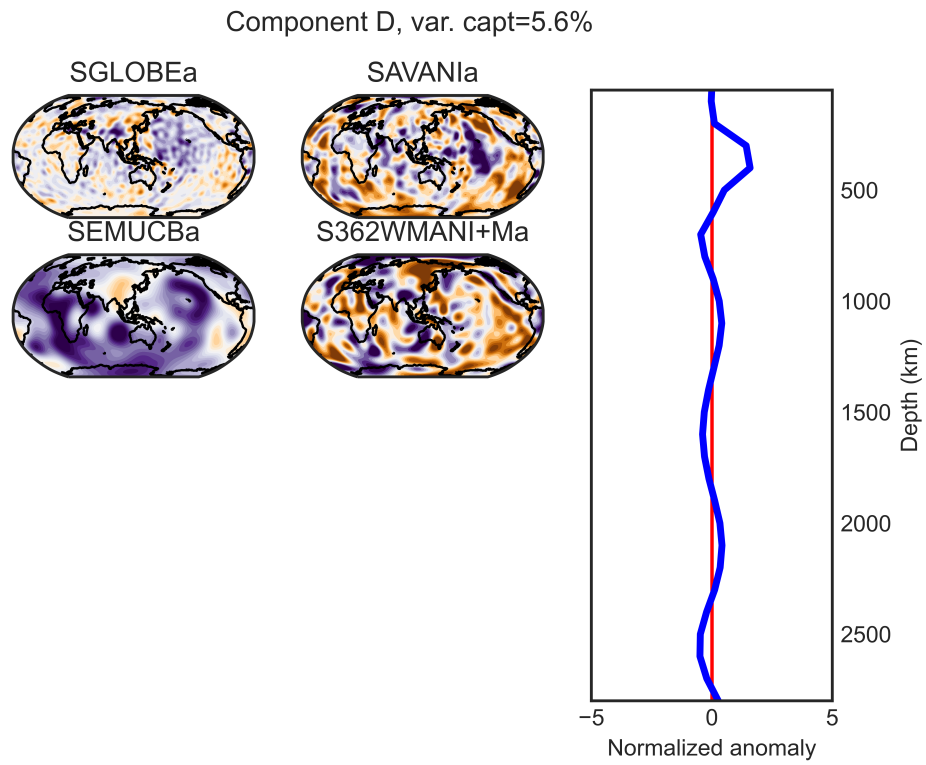 Component D, var. capt=5.6%
SGLOBEa
SAVANIa
SEMUCBa
S362WMANI+Ma
500
1000
1500
2000
2500
Depth (km)
−5
0
5
Normalized anomaly